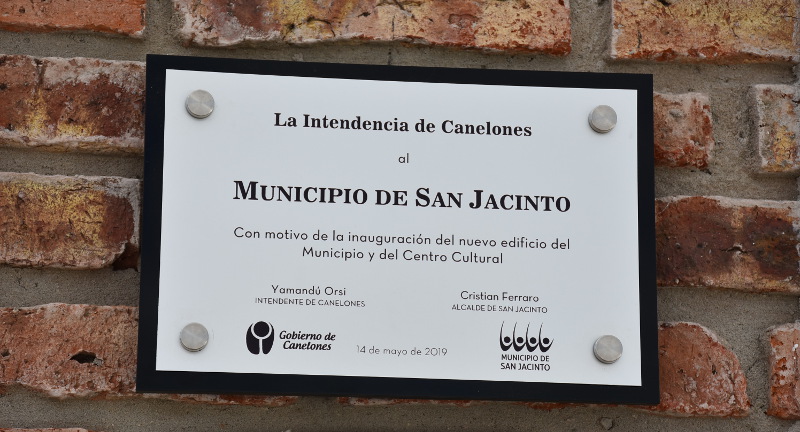 La Intendencia de Canelones
al
MUNICIPIO DE SAN JACINTO
Con motivo de la inauguración del nuevo edificio del
Municipio y del Centro Cultural
Yamandú Orsi
INTENDENTE DE CANELONES
Cristian Ferraro
ALCALDE DE SAN JACINTO
Gobierno de
Canelones
14 de mayo de 2019
MUNICIPIO DE
SAN JACINTO